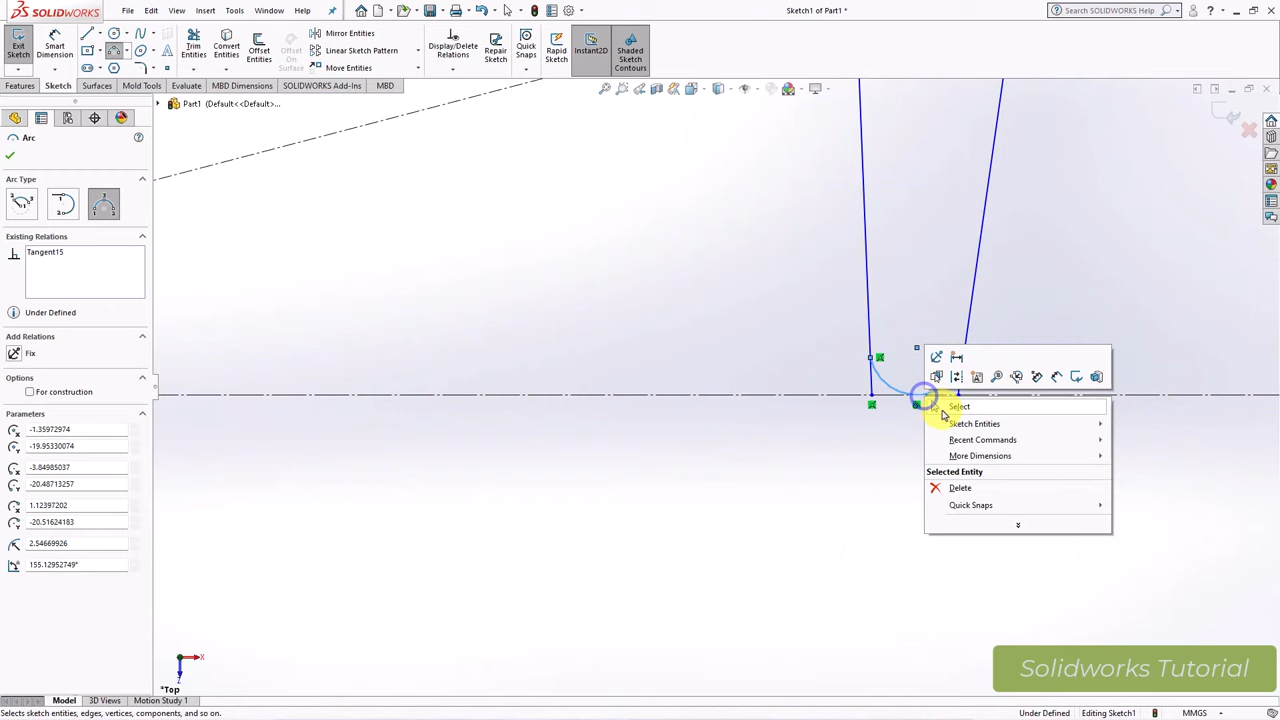 SOLIDWORKS File Edit View Insert Tools Window Sketch1 of Part1 * Search SOLIDWORKS Help
Exit Sketch
Smart Dimension
Trim Entities
Convert Entities
Offset Entities
Offset On Surface
Mirror Entities
Linear Sketch Pattern
Move Entities
Display/Delete Relations
Repair Sketch
Quick Snaps
Rapid Sketch
Instant2D
Shaded Sketch Contours
Features Sketch Surfaces Mold Tools Evaluate MBD Dimensions SOLIDWORKS Add-Ins MBD
Part1 (Default<<Default>...
Arc
Arc Type
Existing Relations
Tangent15
Under Defined
Add Relations
Fix
Options
For construction
Parameters
-1.35972974
-19.95330074
-3.84985037
-20.48713257
1.12397202
-20.51624183
2.54669926
155.12952749°
Select
Sketch Entities
Recent Commands
More Dimensions
Selected Entity
Delete
Quick Snaps
X
Z
*Top
Solidworks Tutorial
Model 3D Views Motion Study 1
Selects sketch entities, edges, vertices, components, and so on. Under Defined Editing Sketch1 MMGS